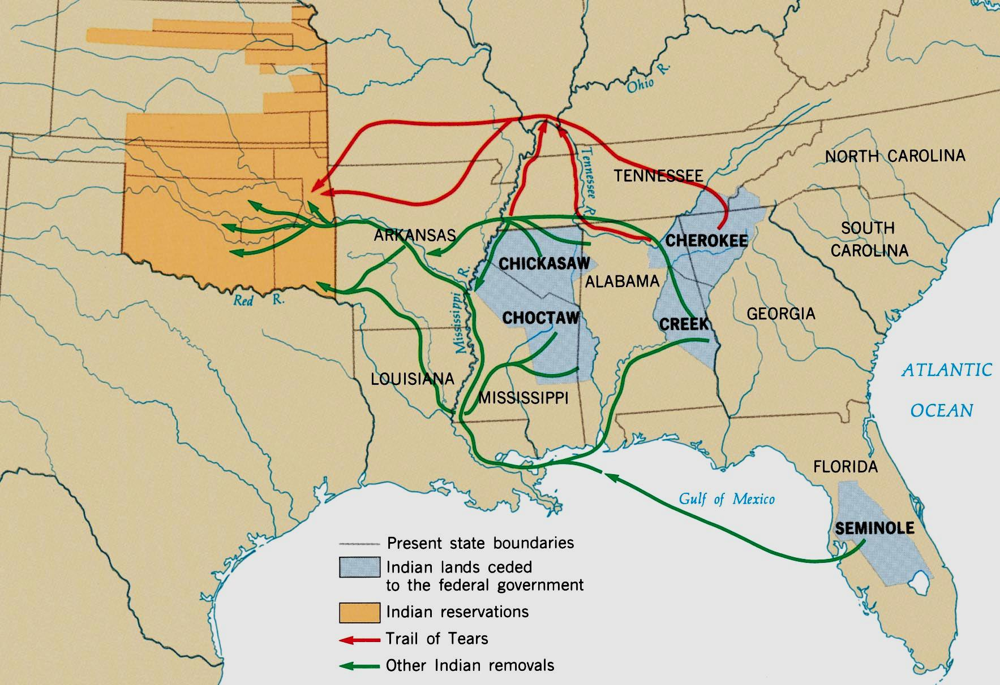 Ohio R.
NORTH CAROLINA
Tennessee R.
TENNESSEE
SOUTH
CAROLINA
ARKANSAS
CHEROKEE
CHICKASAW
ALABAMA
Mississippi R.
Red R.
CHOCTAW
CREEK
GEORGIA
ATLANTIC
OCEAN
LOUISIANA
MISSISSIPPI
FLORIDA
Gulf of Mexico
SEMINOLE
Present state boundaries
Indian lands ceded
to the federal government
Indian reservations
Trail of Tears
Other Indian removals